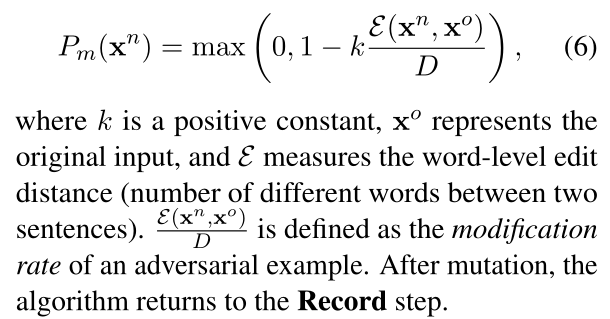 P_m(x^n) = max (0, 1 − k \frac{ℰ(x^n, x^o)}{D}), (6)
where k is a positive constant, x^o represents the
original input, and ℰ measures the word-level edit
distance (number of different words between two
sentences). \frac{ℰ(x^n,x^o)}{D} is defined as the modification
rate of an adversarial example. After mutation, the
algorithm returns to the Record step.